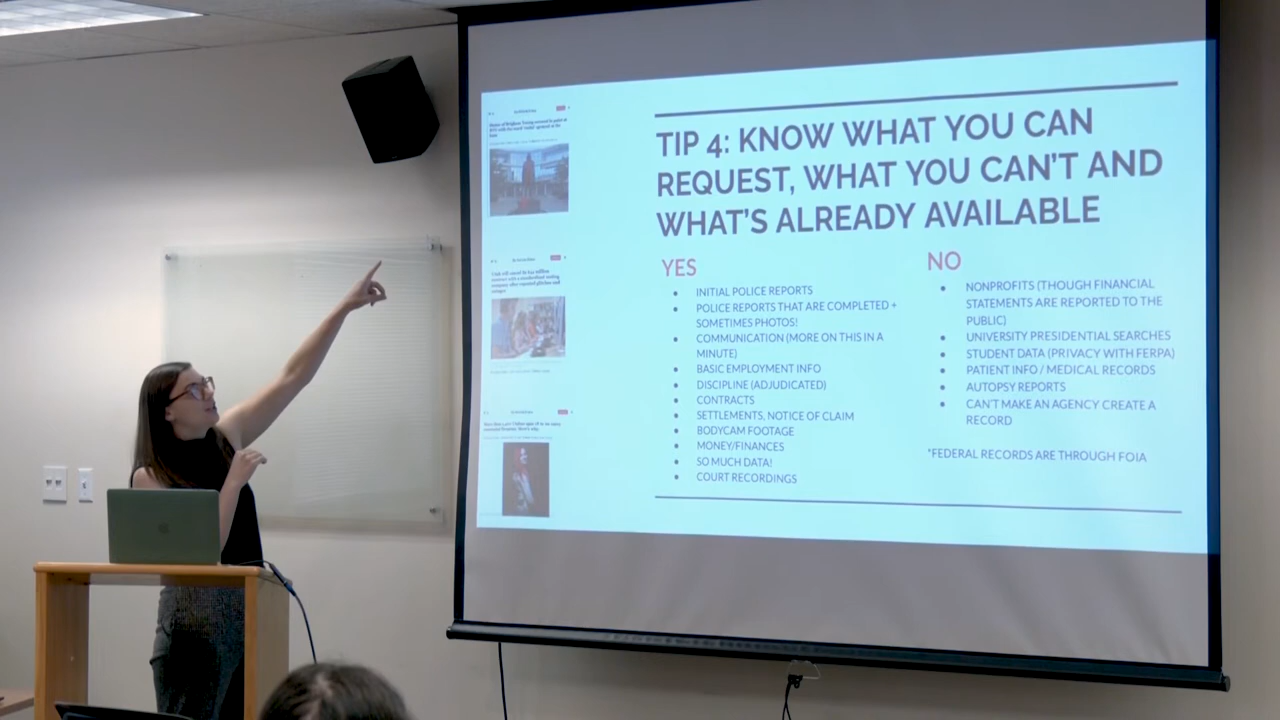 TIP 4: KNOW WHAT YOU CAN
REQUEST, WHAT YOU CAN'T AND
WHAT'S ALREADY AVAILABLE
YES
• INITIAL POLICE REPORTS
• POLICE REPORTS THAT ARE COMPLETED +
SOMETIMES PHOTOS!
• COMMUNICATION (MORE ON THIS IN A
MINUTE)
• BASIC EMPLOYMENT INFO
• DISCIPLINE (ADJUDICATED)
• CONTRACTS
• SETTLEMENTS, NOTICE OF CLAIM
• BODYCAM FOOTAGE
• MONEY/FINANCES
• SO MUCH DATA!
• COURT RECORDINGS
NO
• NONPROFITS (THOUGH FINANCIAL
STATEMENTS ARE REPORTED TO THE
PUBLIC)
• UNIVERSITY PRESIDENTIAL SEARCHES
• STUDENT DATA (PRIVACY WITH FERPA)
• PATIENT INFO / MEDICAL RECORDS
• AUTOPSY REPORTS
• CAN'T MAKE AN AGENCY CREATE A
RECORD
*FEDERAL RECORDS ARE THROUGH FOIA